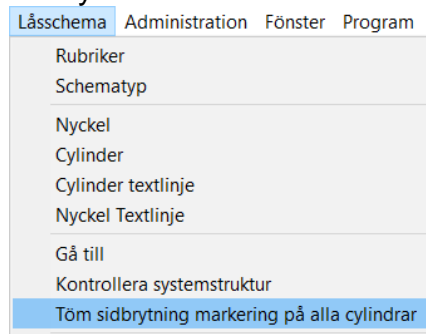 Låsschema Administration Fönster Program
Rubriker
Schematyp
Nyckel
Cylinder
Cylinder textlinje
Nyckel Textlinje
Gå till
Kontrollera systemstruktur
Töm sidbrytning markering på alla cylindrar